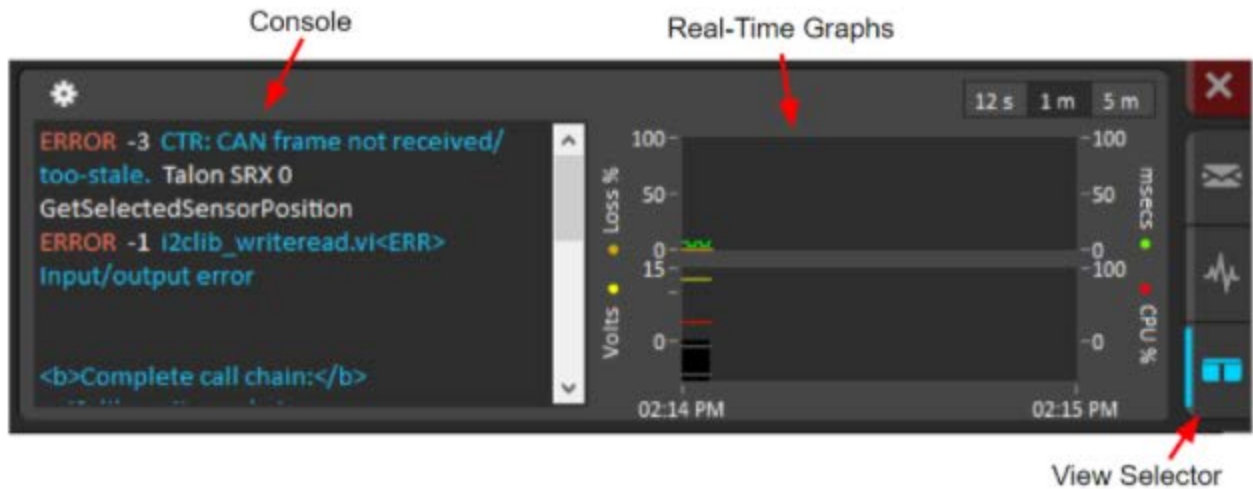 Console
Real-Time Graphs
12 s 1 m 5 m
ERROR -3 CTR: CAN frame not received/
too-stale. Talon SRX 0
GetSelectedSensorPosition
ERROR -1 i2clib_writeread.vi<ERR>
Input/output error
<b>Complete call chain:</b>
100
50
0
Loss %
100
50
0
msecs
15
0
Volts
100
0
CPU %
02:14 PM
02:15 PM
View Selector